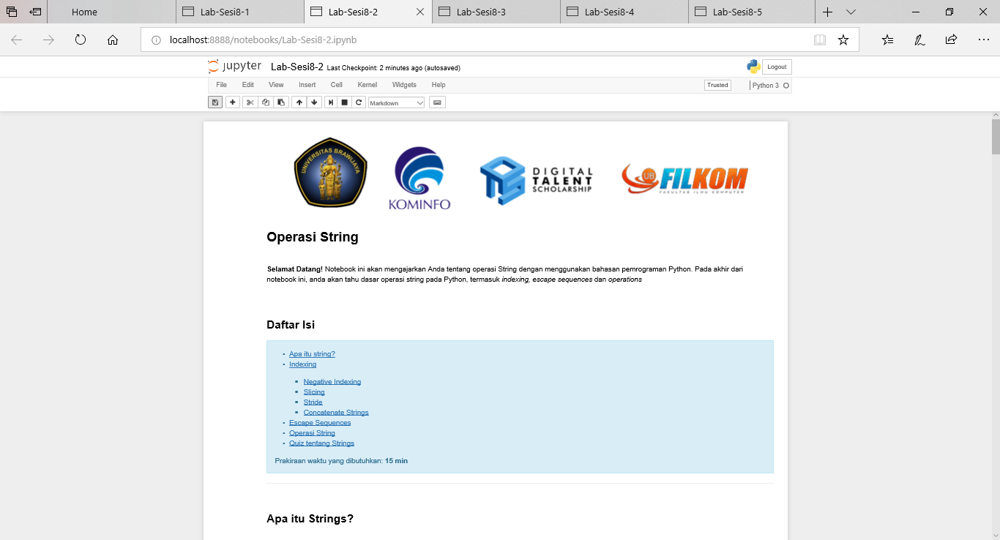 Home
Lab-Sesi8-1
Lab-Sesi8-2
Lab-Sesi8-3
Lab-Sesi8-4
Lab-Sesi8-5
localhost:8888/notebooks/Lab-Sesi8-2.ipynb
jupyter Lab-Sesi8-2 Last Checkpoint: 2 minutes ago (autosaved)
Logout
File Edit View Insert Cell Kernel Widgets Help
Trusted
Python 3
Markdown
UNIVERSITAS BRAWIJAYA
KOMINFO
DIGITAL
TALENT
SCHOLARSHIP
UB
FILKOM
FAKULTAS ILMU KOMPUTER
Operasi String
Selamat Datang! Notebook ini akan mengajarkan Anda tentang operasi String dengan menggunakan bahasan pemrograman Python. Pada akhir dari
notebook ini, anda akan tahu dasar operasi string pada Python, termasuk indexing, escape sequences dan operations
Daftar Isi
Apa itu string?
Indexing
Negative Indexing
Slicing
Stride
Concatenate Strings
Escape Sequences
Operasi String
Quiz tentang Strings
Prakiraan waktu yang dibutuhkan: 15 min
Apa itu Strings?